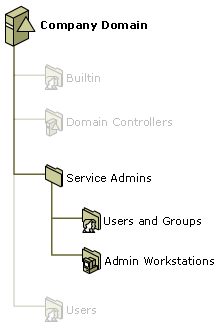 Company Domain
Builtin
Domain Controllers
Service Admins
Users and Groups
Admin Workstations
Users